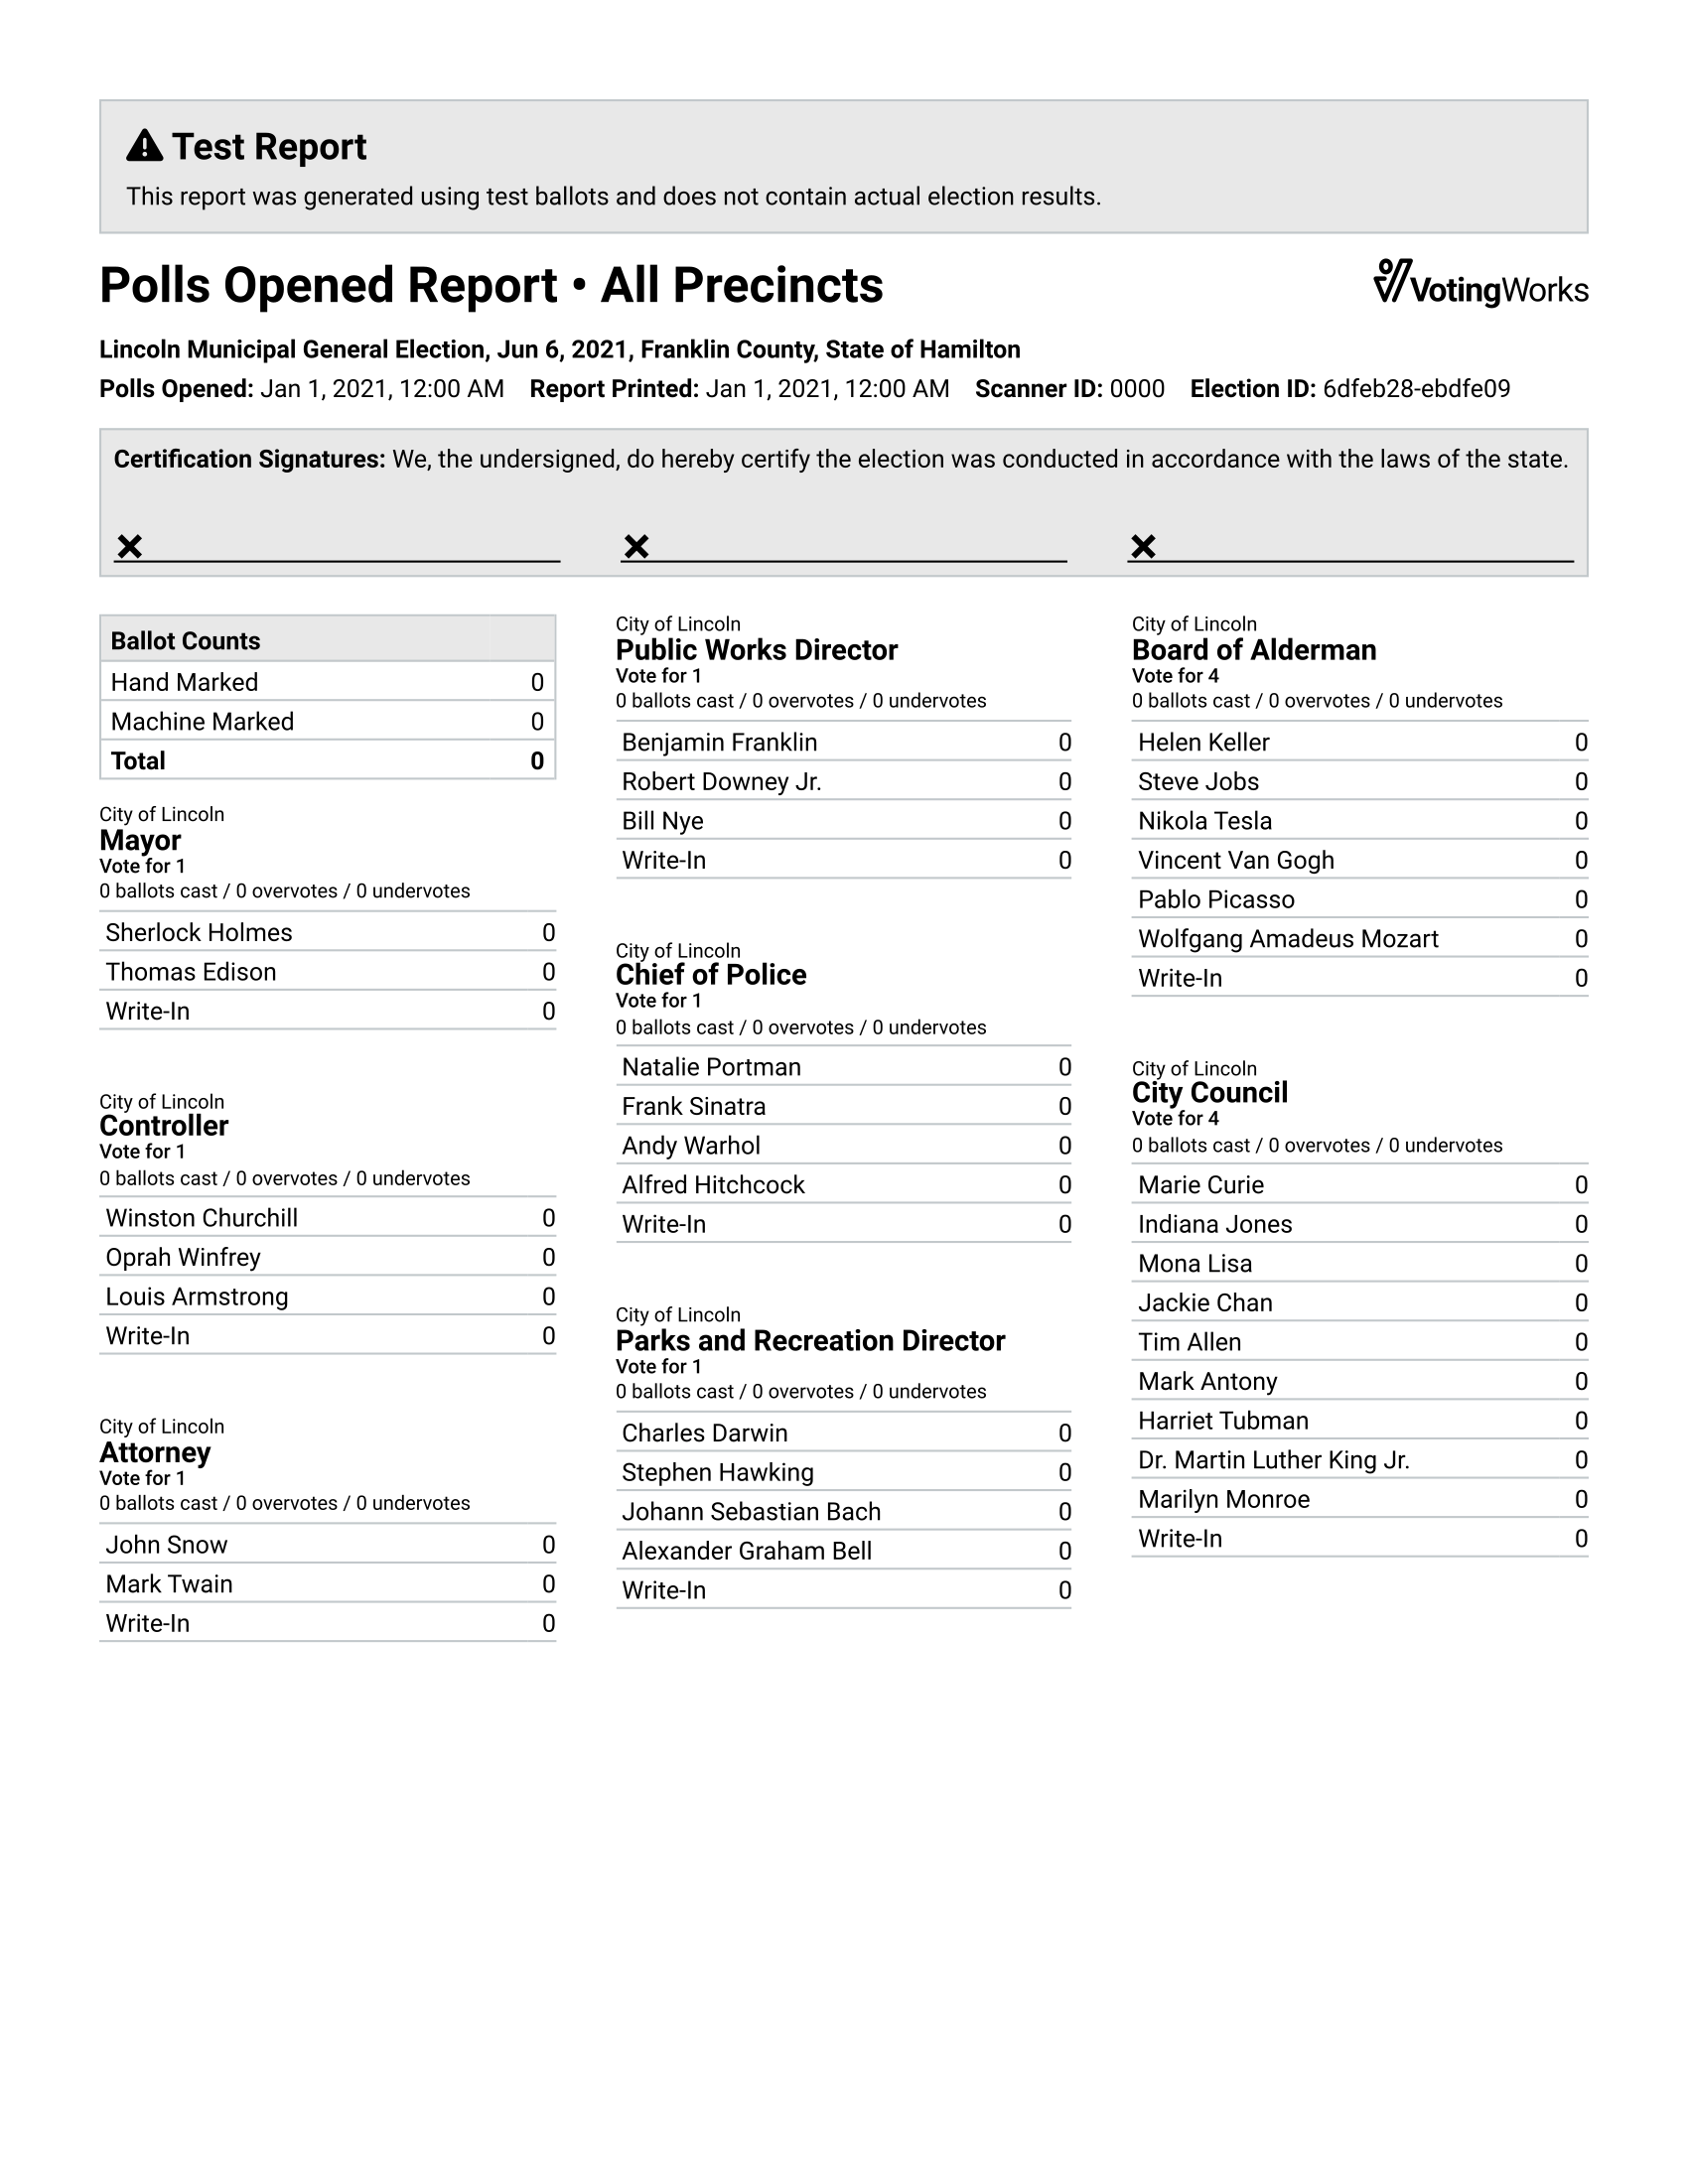 Test Report
This report was generated using test ballots and does not contain actual election results.
Polls Opened Report • All Precincts
VotingWorks
Lincoln Municipal General Election, Jun 6, 2021, Franklin County, State of Hamilton
Polls Opened: Jan 1, 2021, 12:00 AM Report Printed: Jan 1, 2021, 12:00 AM Scanner ID: 0000 Election ID: 6dfeb28-ebdfe09
Certification Signatures: We, the undersigned, do hereby certify the election was conducted in accordance with the laws of the state.
Ballot Counts
Hand Marked 0
Machine Marked 0
Total 0
City of Lincoln
Mayor
Vote for 1
0 ballots cast / 0 overvotes / 0 undervotes
Sherlock Holmes 0
Thomas Edison 0
Write-In 0
City of Lincoln
Controller
Vote for 1
0 ballots cast / 0 overvotes / 0 undervotes
Winston Churchill 0
Oprah Winfrey 0
Louis Armstrong 0
Write-In 0
City of Lincoln
Attorney
Vote for 1
0 ballots cast / 0 overvotes / 0 undervotes
John Snow 0
Mark Twain 0
Write-In 0
City of Lincoln
Public Works Director
Vote for 1
0 ballots cast / 0 overvotes / 0 undervotes
Benjamin Franklin 0
Robert Downey Jr. 0
Bill Nye 0
Write-In 0
City of Lincoln
Chief of Police
Vote for 1
0 ballots cast / 0 overvotes / 0 undervotes
Natalie Portman 0
Frank Sinatra 0
Andy Warhol 0
Alfred Hitchcock 0
Write-In 0
City of Lincoln
Parks and Recreation Director
Vote for 1
0 ballots cast / 0 overvotes / 0 undervotes
Charles Darwin 0
Stephen Hawking 0
Johann Sebastian Bach 0
Alexander Graham Bell 0
Write-In 0
City of Lincoln
Board of Alderman
Vote for 4
0 ballots cast / 0 overvotes / 0 undervotes
Helen Keller 0
Steve Jobs 0
Nikola Tesla 0
Vincent Van Gogh 0
Pablo Picasso 0
Wolfgang Amadeus Mozart 0
Write-In 0
City of Lincoln
City Council
Vote for 4
0 ballots cast / 0 overvotes / 0 undervotes
Marie Curie 0
Indiana Jones 0
Mona Lisa 0
Jackie Chan 0
Tim Allen 0
Mark Antony 0
Harriet Tubman 0
Dr. Martin Luther King Jr. 0
Marilyn Monroe 0
Write-In 0